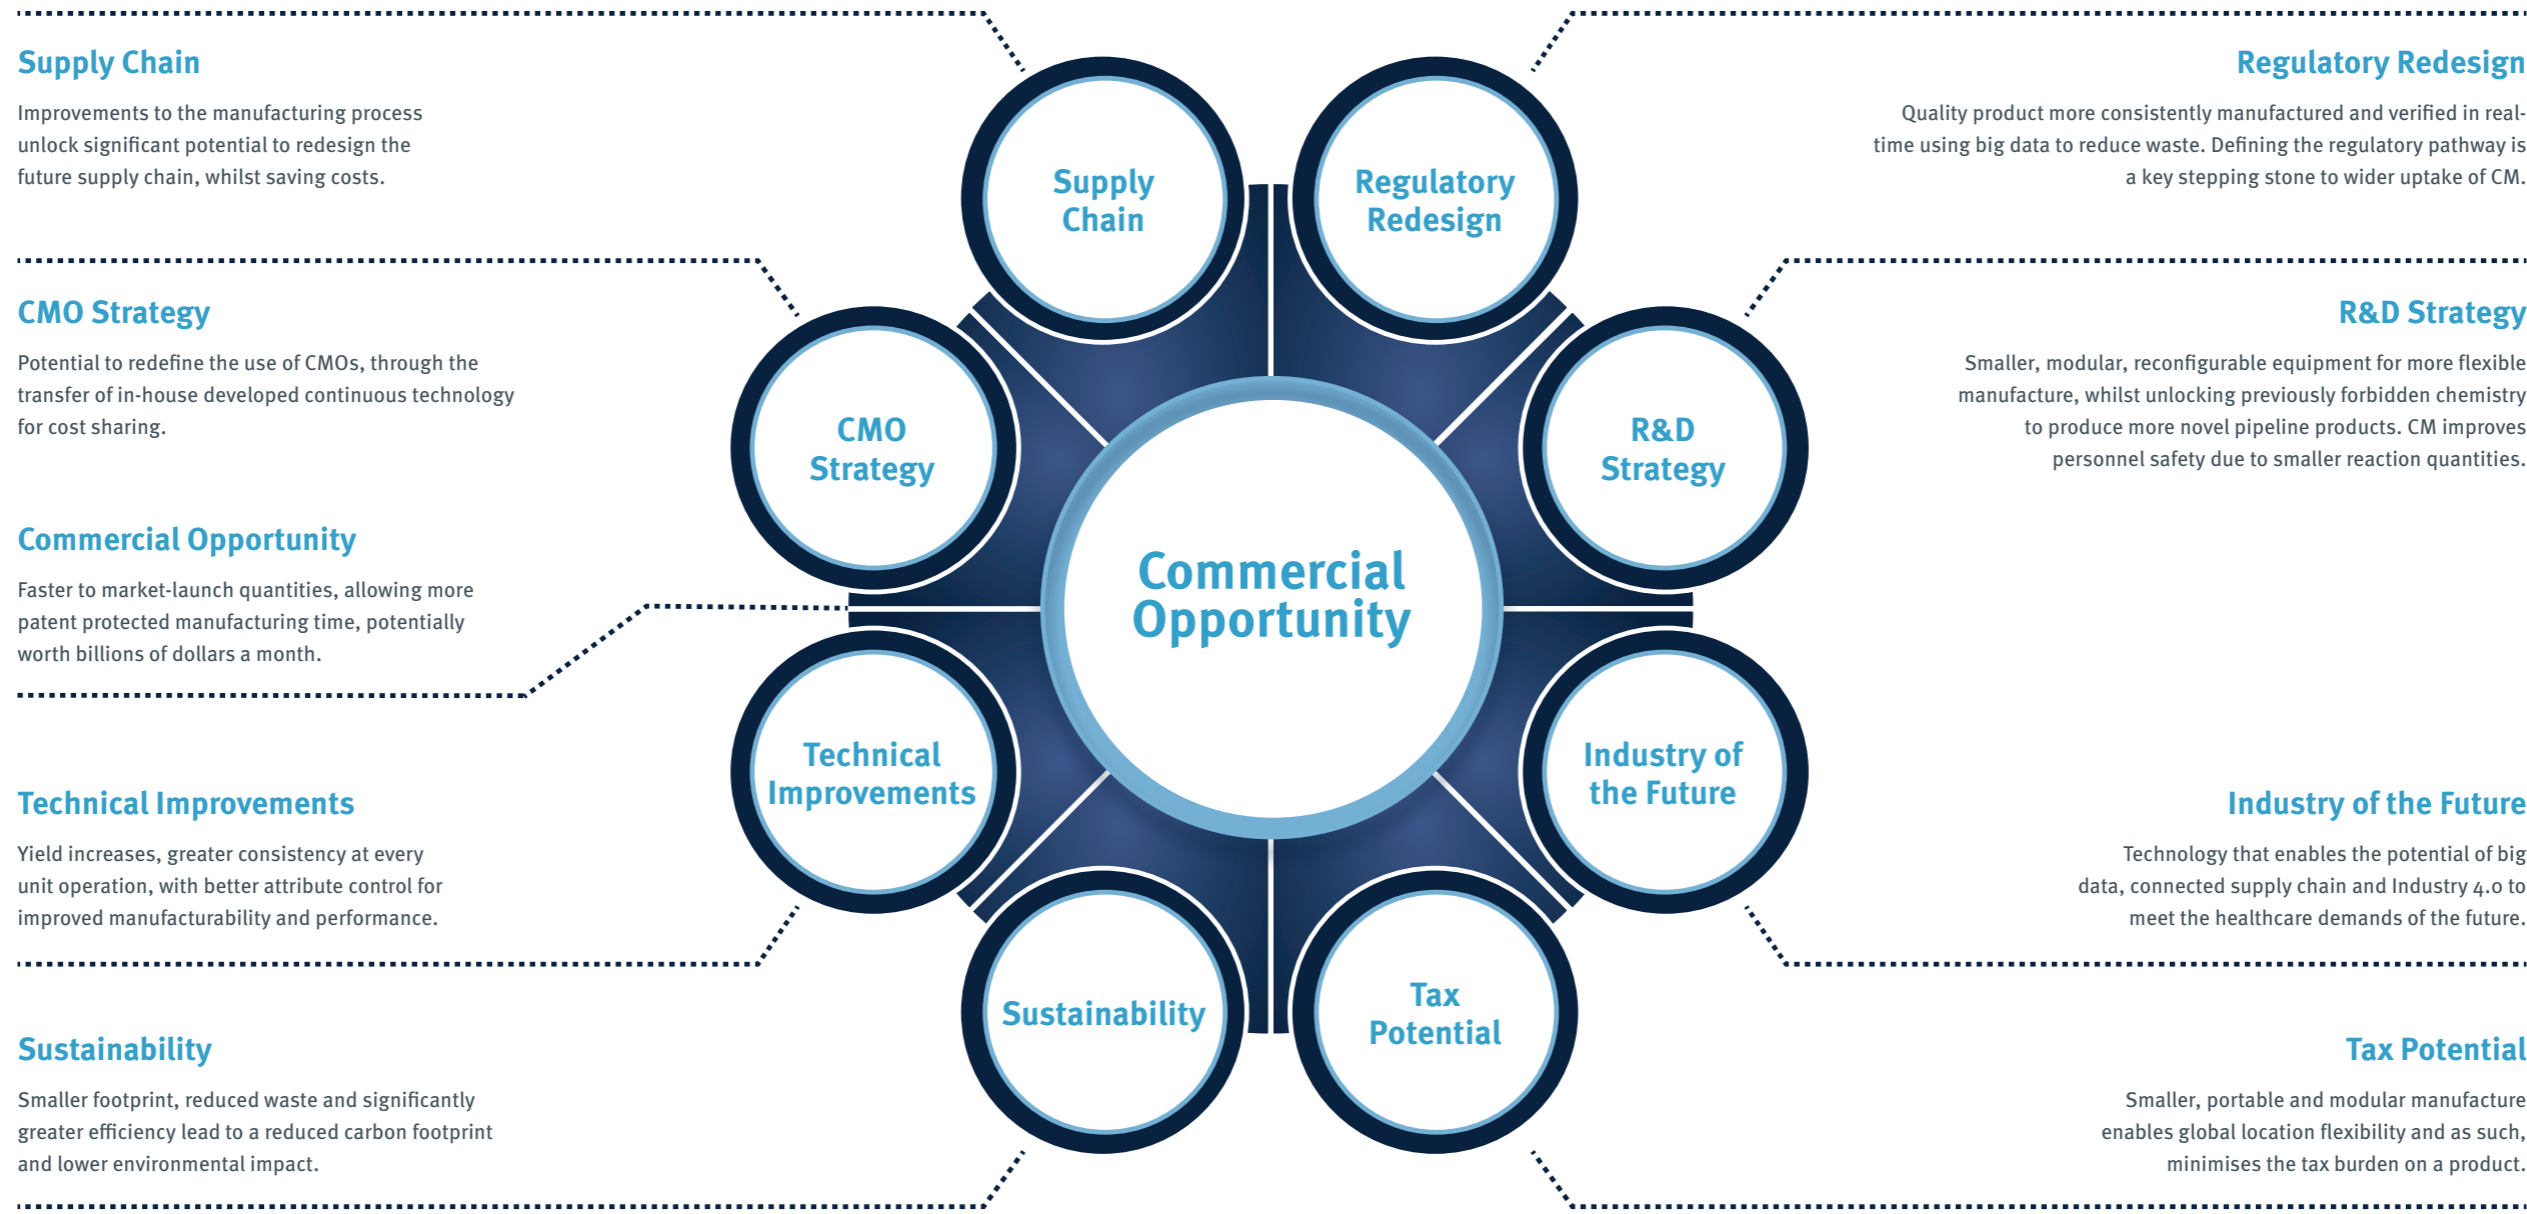 Supply Chain
Improvements to the manufacturing process
unlock significant potential to redesign the
future supply chain, whilst saving costs.
CMO Strategy
Potential to redefine the use of CMOs, through the
transfer of in-house developed continuous technology
for cost sharing.
Commercial Opportunity
Faster to market-launch quantities, allowing more
patent protected manufacturing time, potentially
worth billions of dollars a month.
Technical Improvements
Yield increases, greater consistency at every
unit operation, with better attribute control for
improved manufacturability and performance.
Sustainability
Smaller footprint, reduced waste and significantly
greater efficiency lead to a reduced carbon footprint
and lower environmental impact.
Supply
Chain
Regulatory
Redesign
CMO
Strategy
R&D
Strategy
Commercial
Opportunity
Technical
Improvements
Industry of
the Future
Sustainability
Tax
Potential
Regulatory Redesign
Quality product more consistently manufactured and verified in real-
time using big data to reduce waste. Defining the regulatory pathway is
a key stepping stone to wider uptake of CM.
R&D Strategy
Smaller, modular, reconfigurable equipment for more flexible
manufacture, whilst unlocking previously forbidden chemistry
to produce more novel pipeline products. CM improves
personnel safety due to smaller reaction quantities.
Industry of the Future
Technology that enables the potential of big
data, connected supply chain and Industry 4.0 to
meet the healthcare demands of the future.
Tax Potential
Smaller, portable and modular manufacture
enables global location flexibility and as such,
minimises the tax burden on a product.